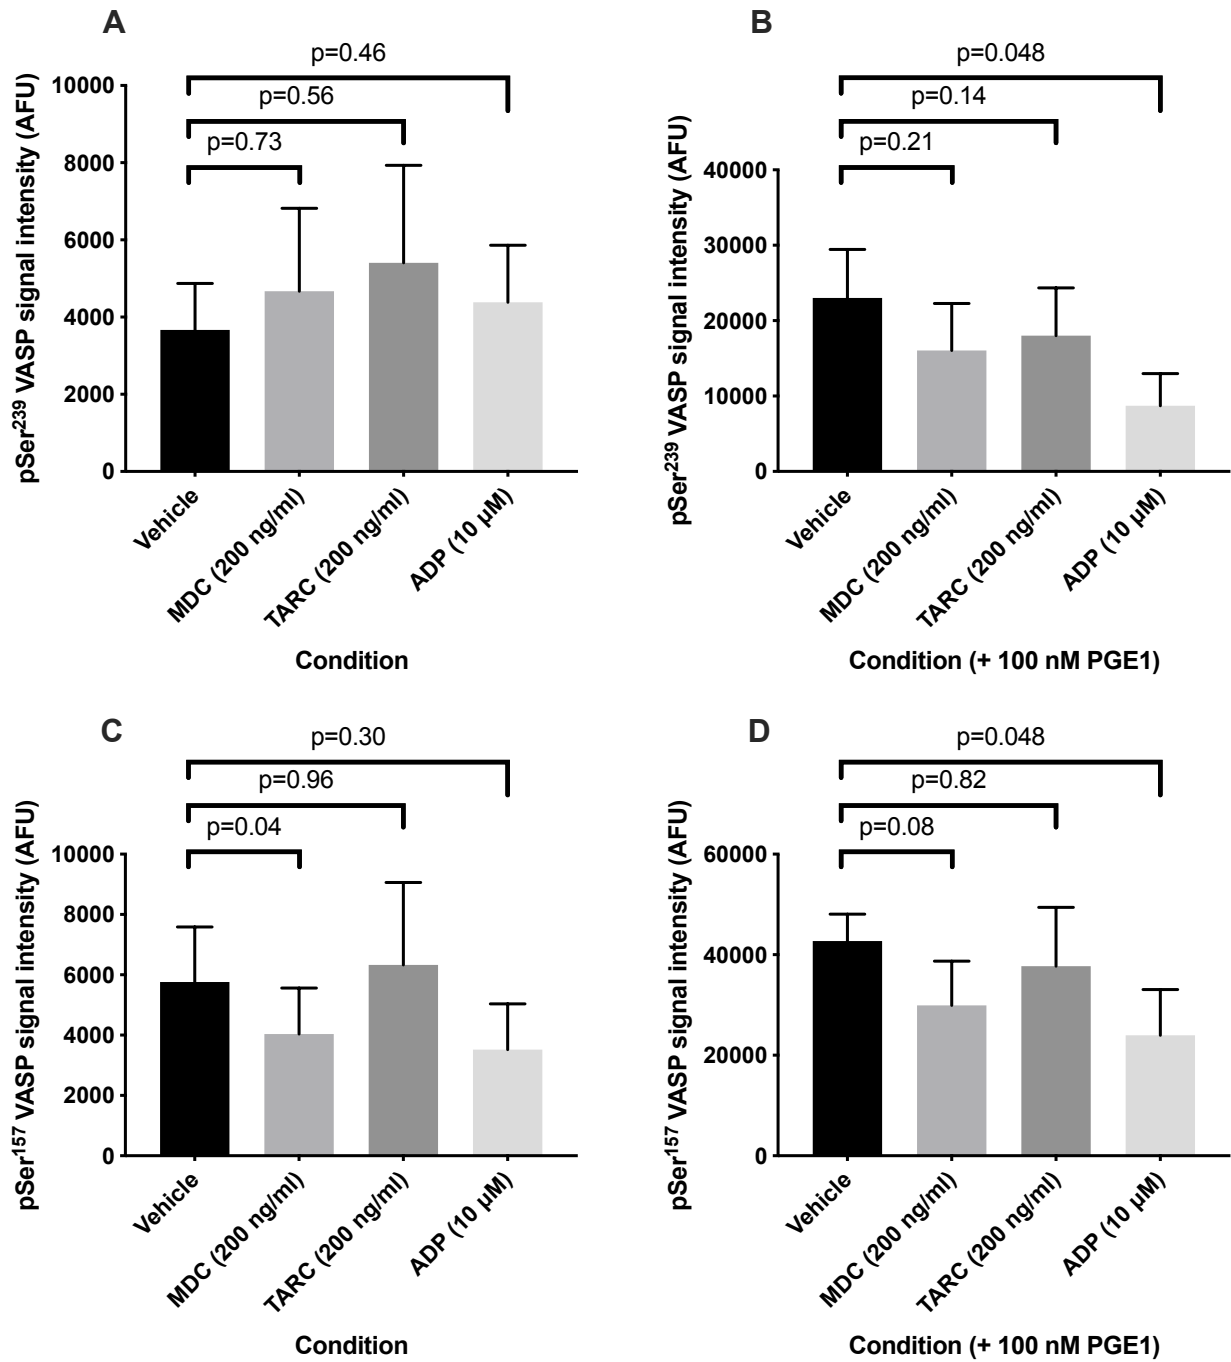 A
p=0.46
p=0.56
p=0.73
pSer239 VASP signal intensity (AFU)
10000
8000
6000
4000
2000
0
Vehicle
MDC (200 ng/ml)
TARC (200 ng/ml)
ADP (10 µM)
Condition
B
p=0.048
p=0.14
p=0.21
pSer239 VASP signal intensity (AFU)
40000
30000
20000
10000
0
Vehicle
MDC (200 ng/ml)
TARC (200 ng/ml)
ADP (10 µM)
Condition (+ 100 nM PGE1)
C
p=0.30
p=0.96
p=0.04
pSer157 VASP signal intensity (AFU)
10000
8000
6000
4000
2000
0
Vehicle
MDC (200 ng/ml)
TARC (200 ng/ml)
ADP (10 µM)
Condition
D
p=0.048
p=0.82
p=0.08
pSer157 VASP signal intensity (AFU)
60000
40000
20000
0
Vehicle
MDC (200 ng/ml)
TARC (200 ng/ml)
ADP (10 µM)
Condition (+ 100 nM PGE1)